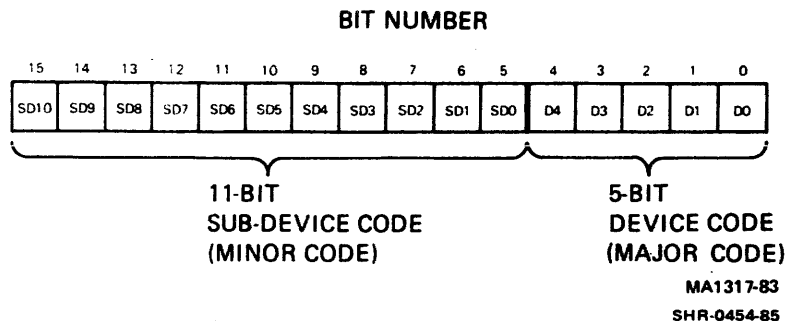 BIT NUMBER
15 14 13 12 11 10 9 8 7 6 5 4 3 2 1 0
SD10 SD9 SD8 SD7 SD6 SD5 SD4 SD3 SD2 SD1 SD0 D4 D3 D2 D1 D0
11-BIT
SUB-DEVICE CODE
(MINOR CODE)
5-BIT
DEVICE CODE
(MAJOR CODE)
MA1317-83
SHR-0454-85